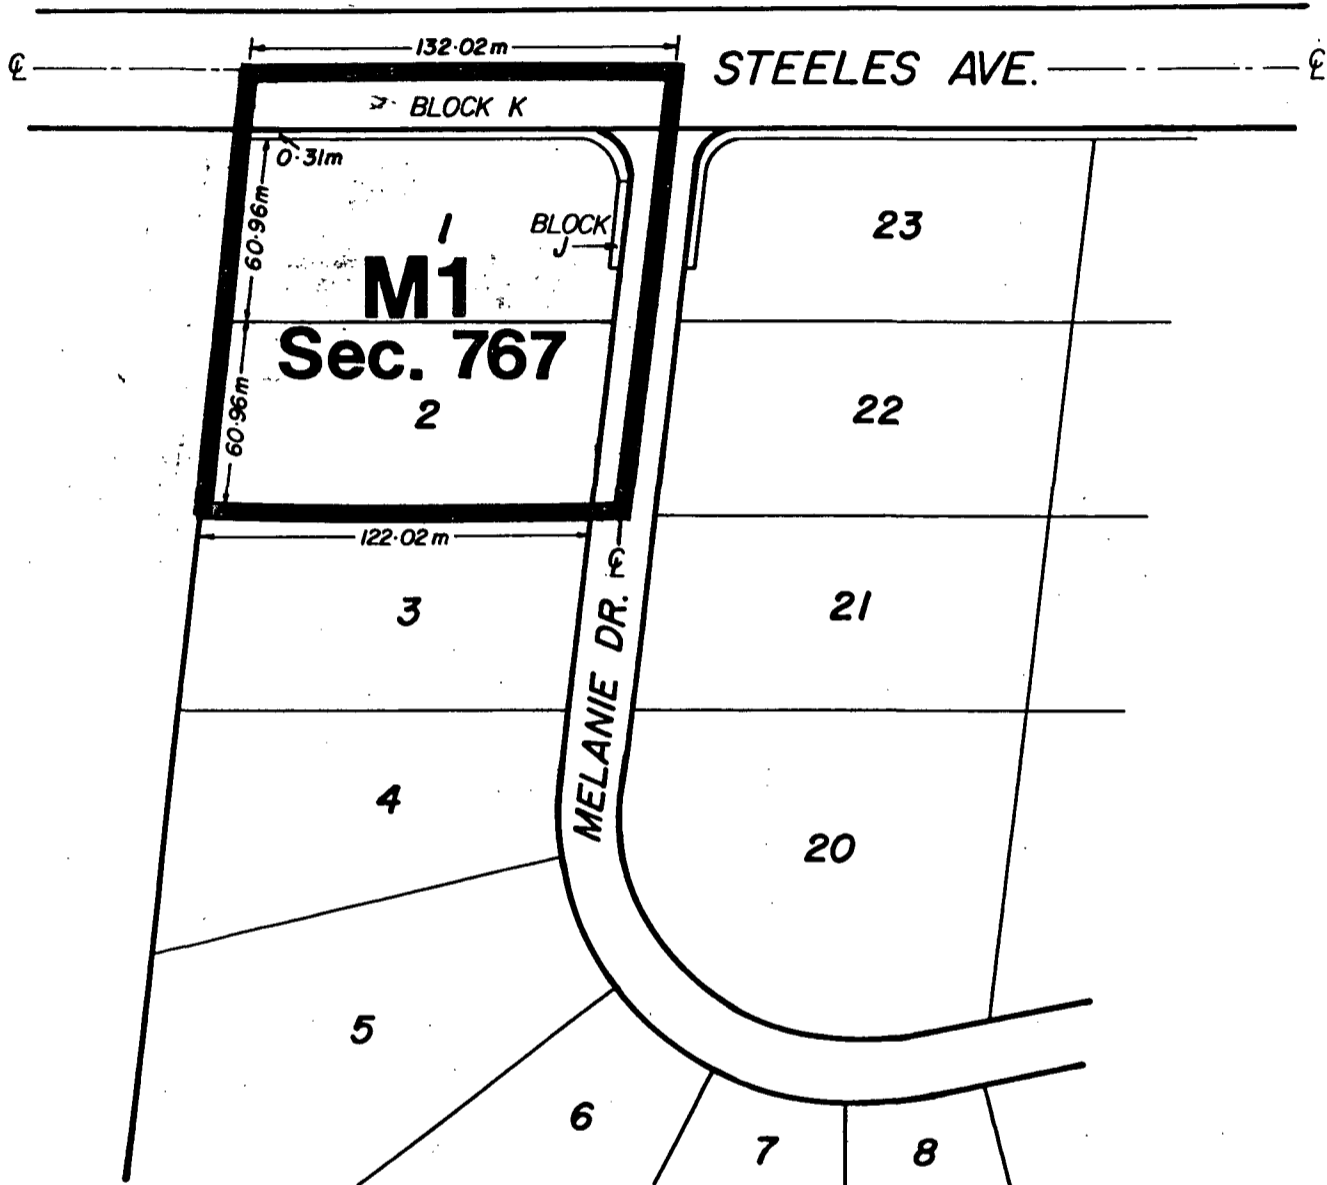 132.02m
℄ STEELES AVE. ℄
BLOCK K
0.31m
60.96m
1
BLOCK
J
23
M1
Sec. 767
60.96m
2
22
122.02m
℄
3
21
MELANIE DR.
4
20
5
6
7
8